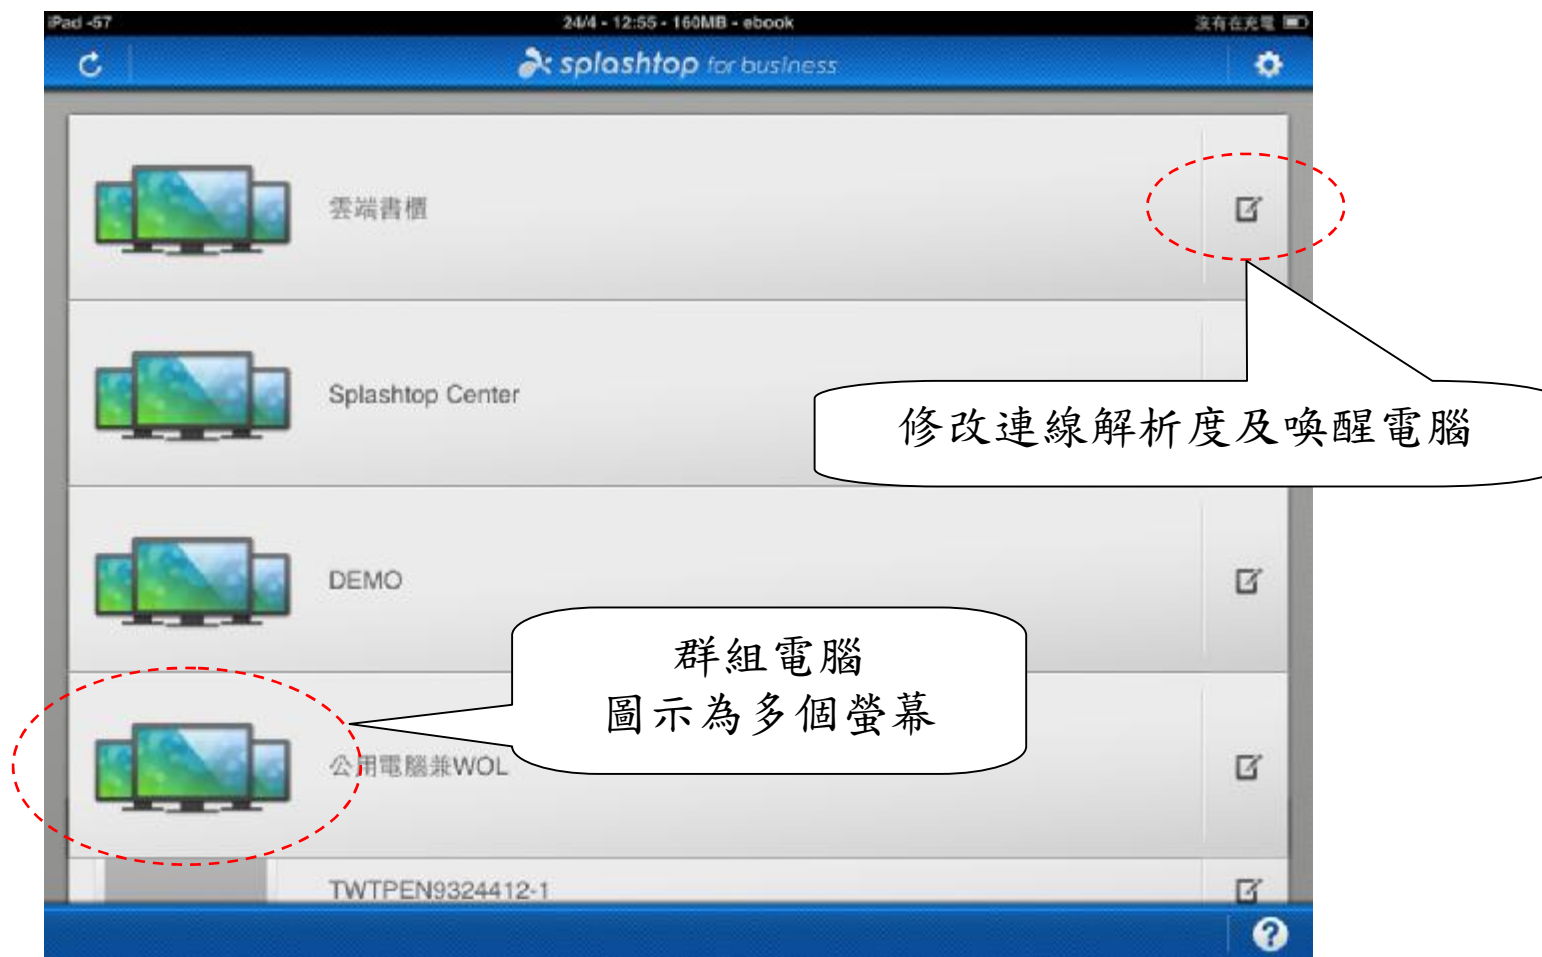 iPad -57 24/4 - 12:55 - 160MB - ebook 沒有在充電
splashtop for business
雲端書櫃
Splashtop Center
修改連線解析度及喚醒電腦
DEMO
群組電腦
圖示為多個螢幕
公用電腦兼WOL
TWTPEN9324412-1